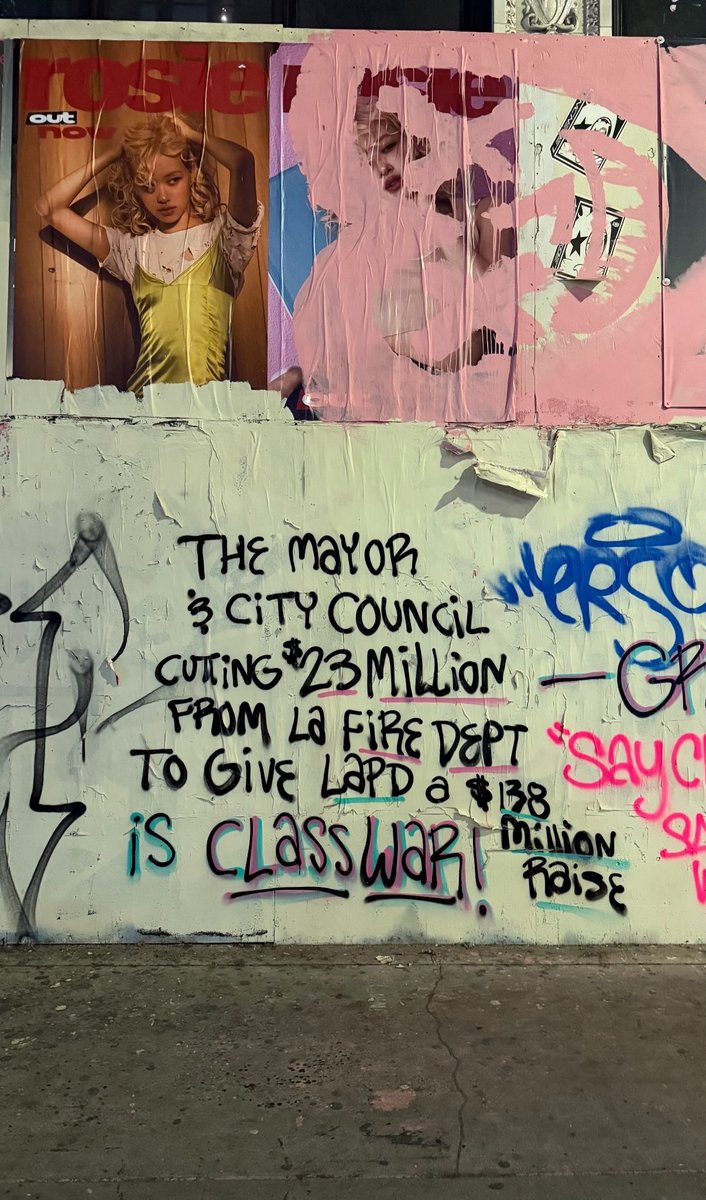 rosie
out
now
THE MAYOR
& CITY COUNCIL
CUTTING $23 MILLION
FROM LA FIRE DEPT
TO GIVE LAPD a $138
MILLION
RAISE
IS CLASS WAR!
"SAY